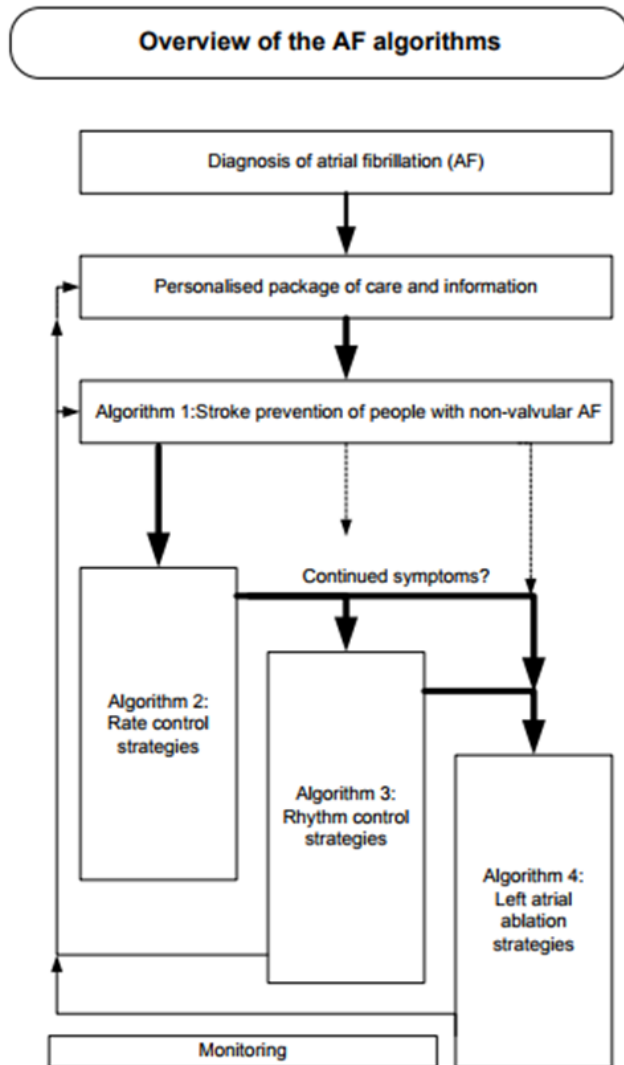 Overview of the AF algorithms
Diagnosis of atrial fibrillation (AF)
Personalised package of care and information
Algorithm 1:Stroke prevention of people with non-valvular AF
Continued symptoms?
Algorithm 2:
Rate control
strategies
Algorithm 3:
Rhythm control
strategies
Algorithm 4:
Left atrial
ablation
strategies
Monitoring